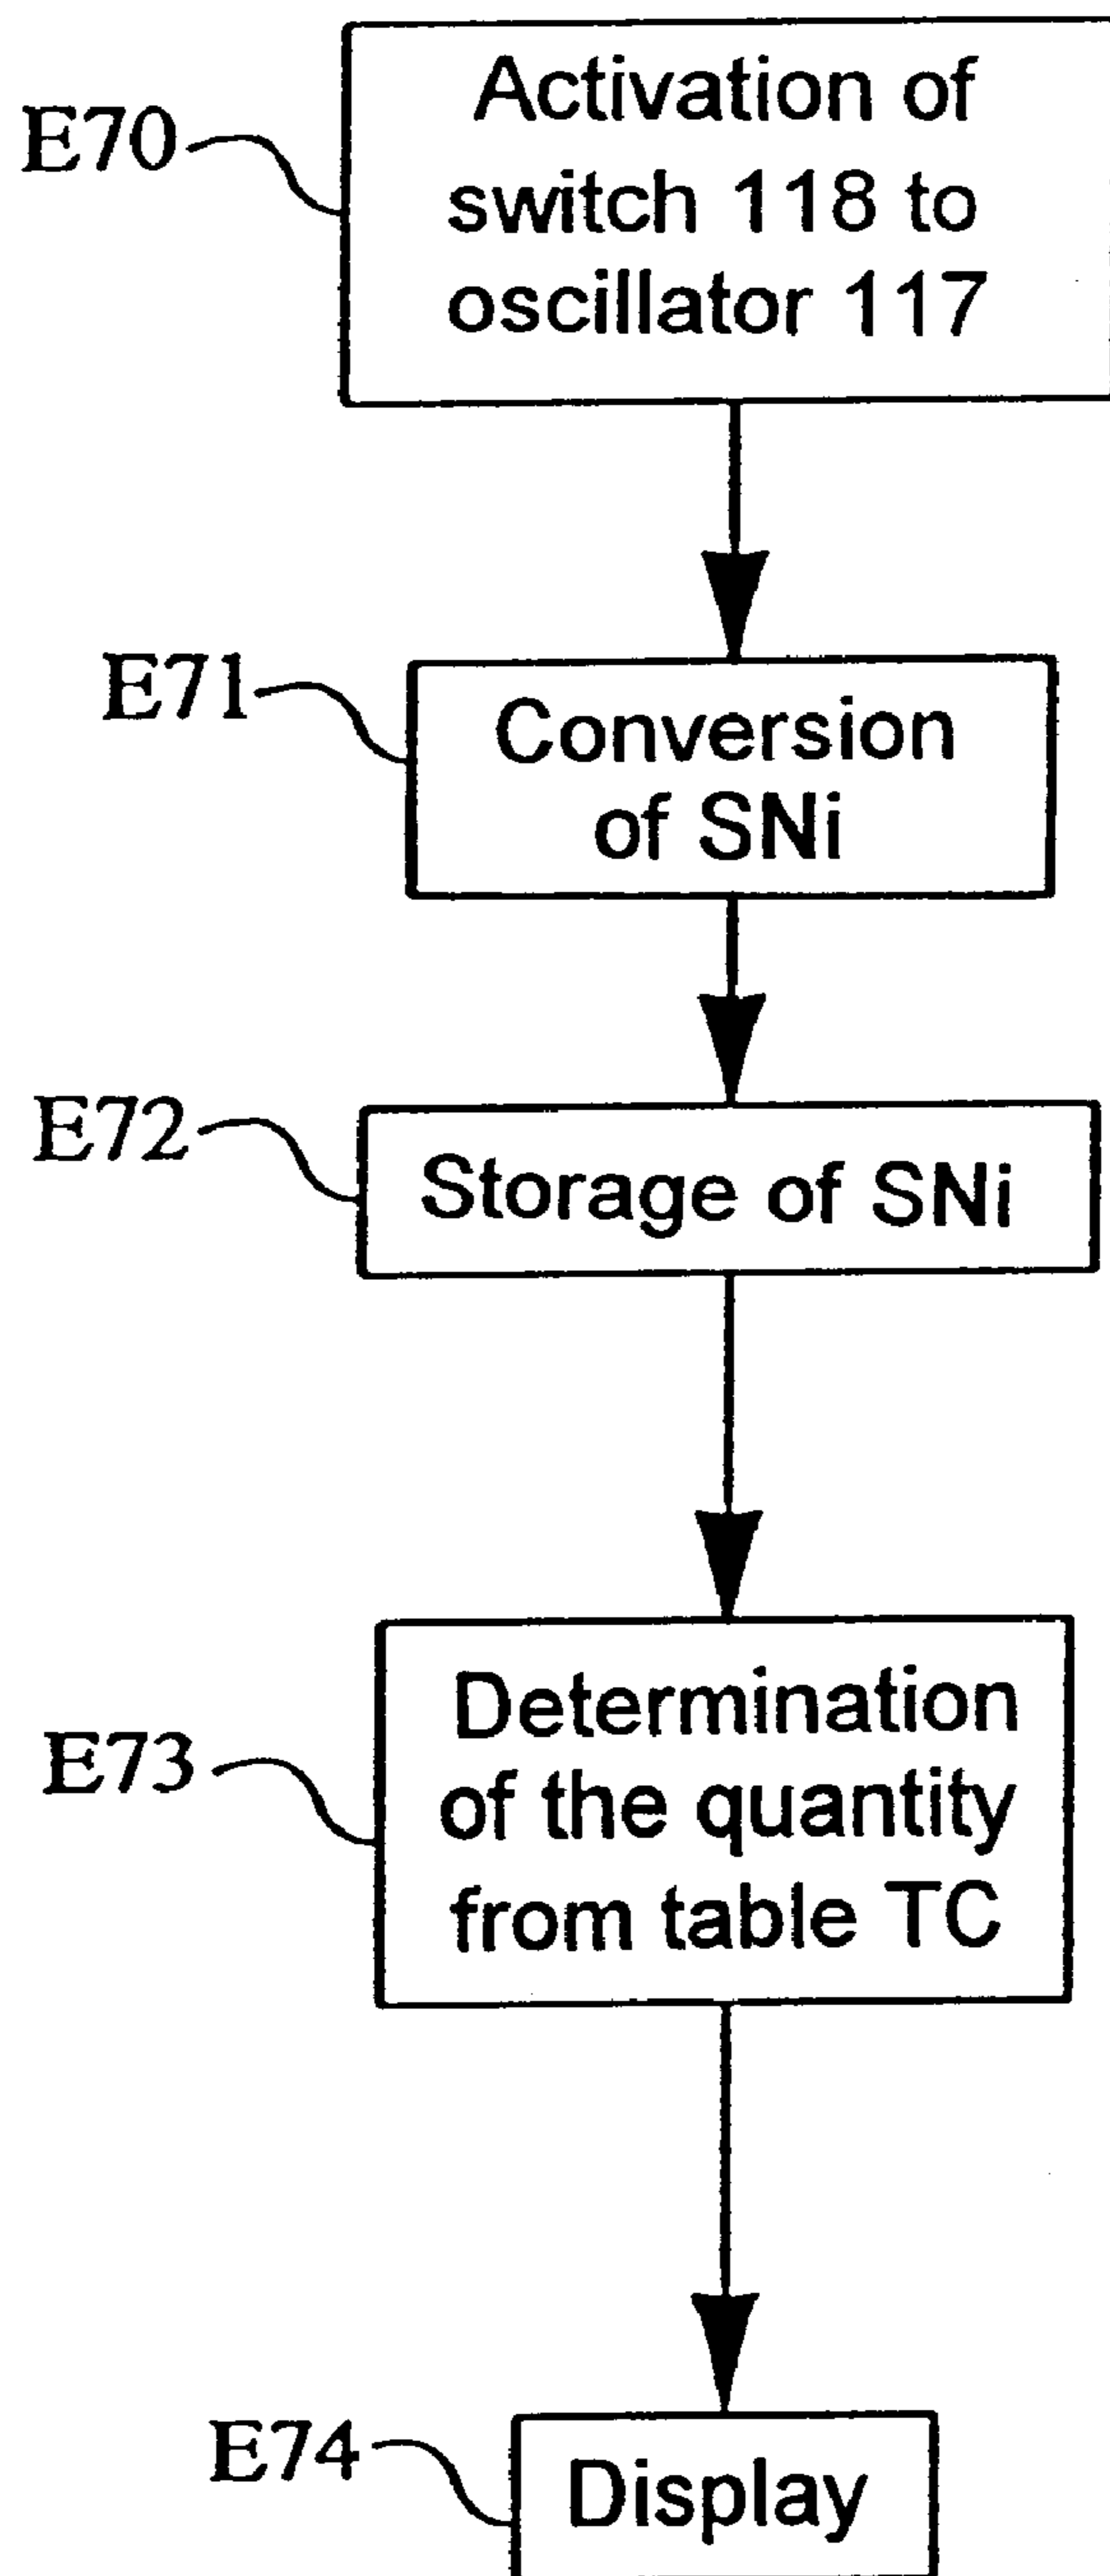 E70
Activation of
switch 118 to
oscillator 117
E71
Conversion
of SNi
E72
Storage of SNi
E73
Determination
of the quantity
from table TC
E74
Display